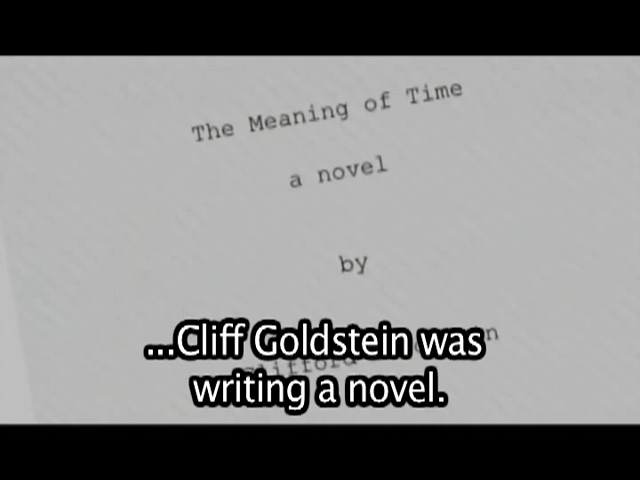 The Meaning of Time
a novel
by
...Cliff Goldstein was
writing a novel.